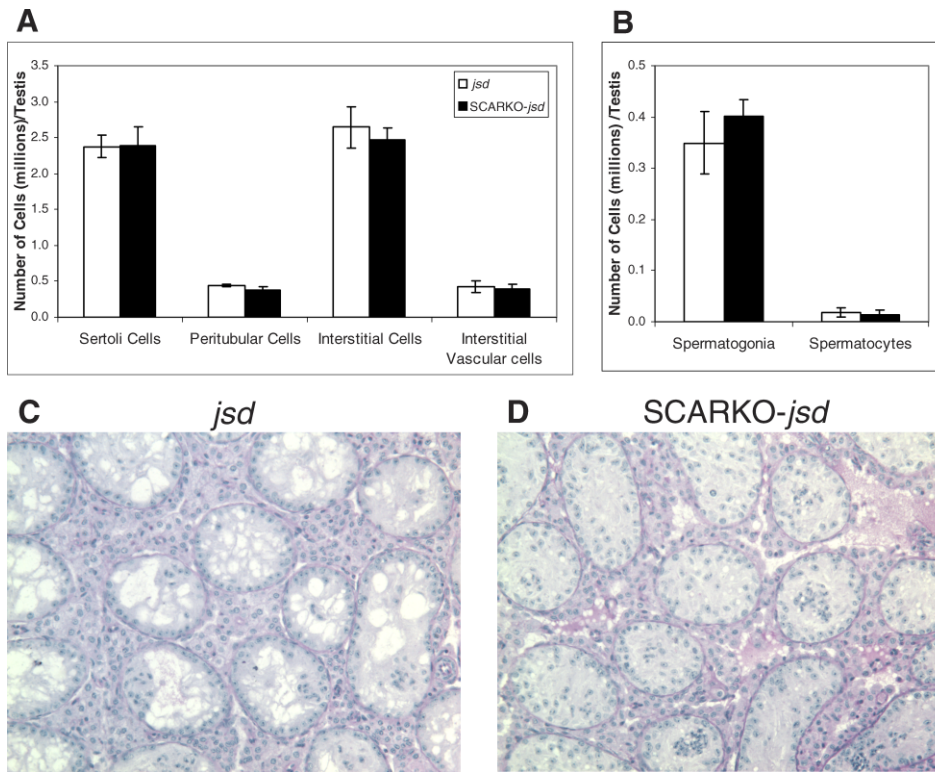 A
Number of Cells (millions)/Testis
3.5
3.0
2.5
2.0
1.5
1.0
0.5
0.0
jsd
SCARKO-jsd
Sertoli Cells
Peritubular Cells
Interstitial Cells
Interstitial
Vascular cells
B
Number of Cells (millions) /Testis
0.5
0.4
0.3
0.2
0.1
0.0
Spermatogonia
Spermatocytes
C
jsd
D
SCARKO-jsd